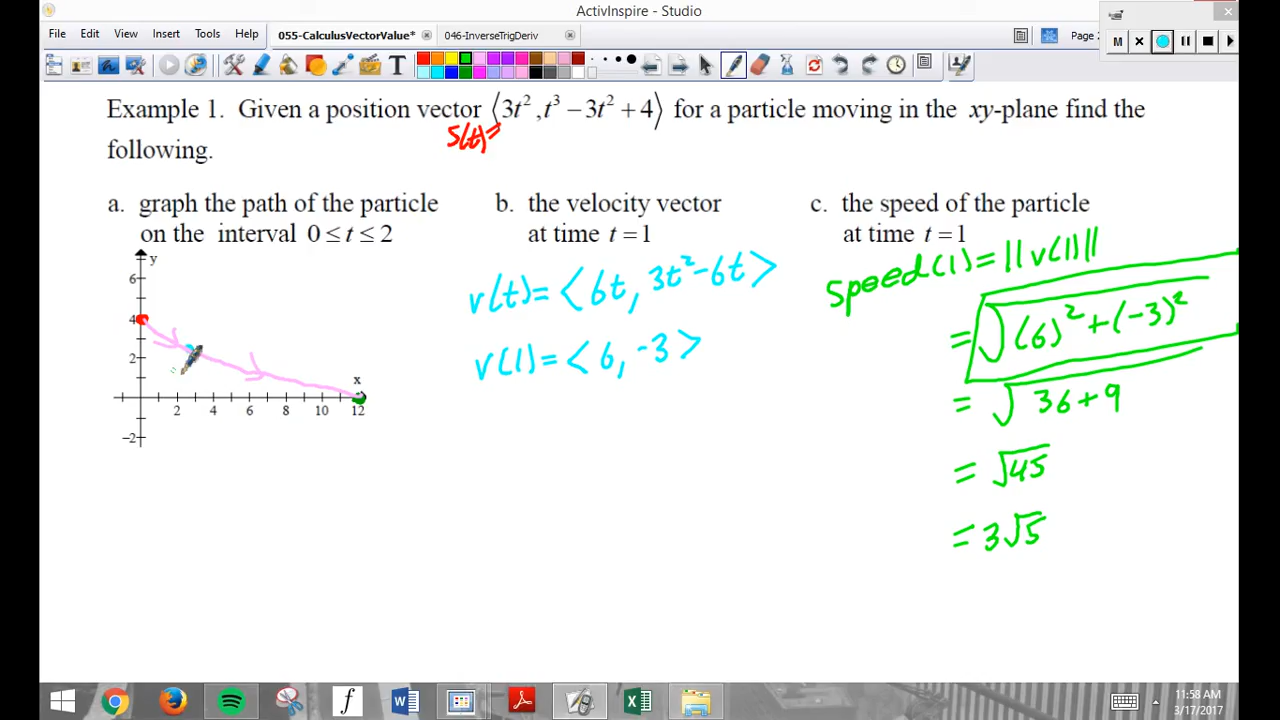 ActivInspire - Studio
File Edit View Insert Tools Help
055-CalculusVectorValue* 046-InverseTrigDeriv
Example 1. Given a position vector ⟨3t², t³ − 3t² + 4⟩ for a particle moving in the xy-plane find the
S(t)=
following.
a. graph the path of the particle
on the interval 0 ≤ t ≤ 2
b. the velocity vector
at time t = 1
c. the speed of the particle
at time t = 1
y
6
4
2
x
2 4 6 8 10 12
−2
v(t)= <6t, 3t²-6t>
v(1)= <6, -3>
speed(1)= ||v(1)||
= √(6)²+(-3)²
= √36+9
= √45
= 3√5
11:58 AM
3/17/2017